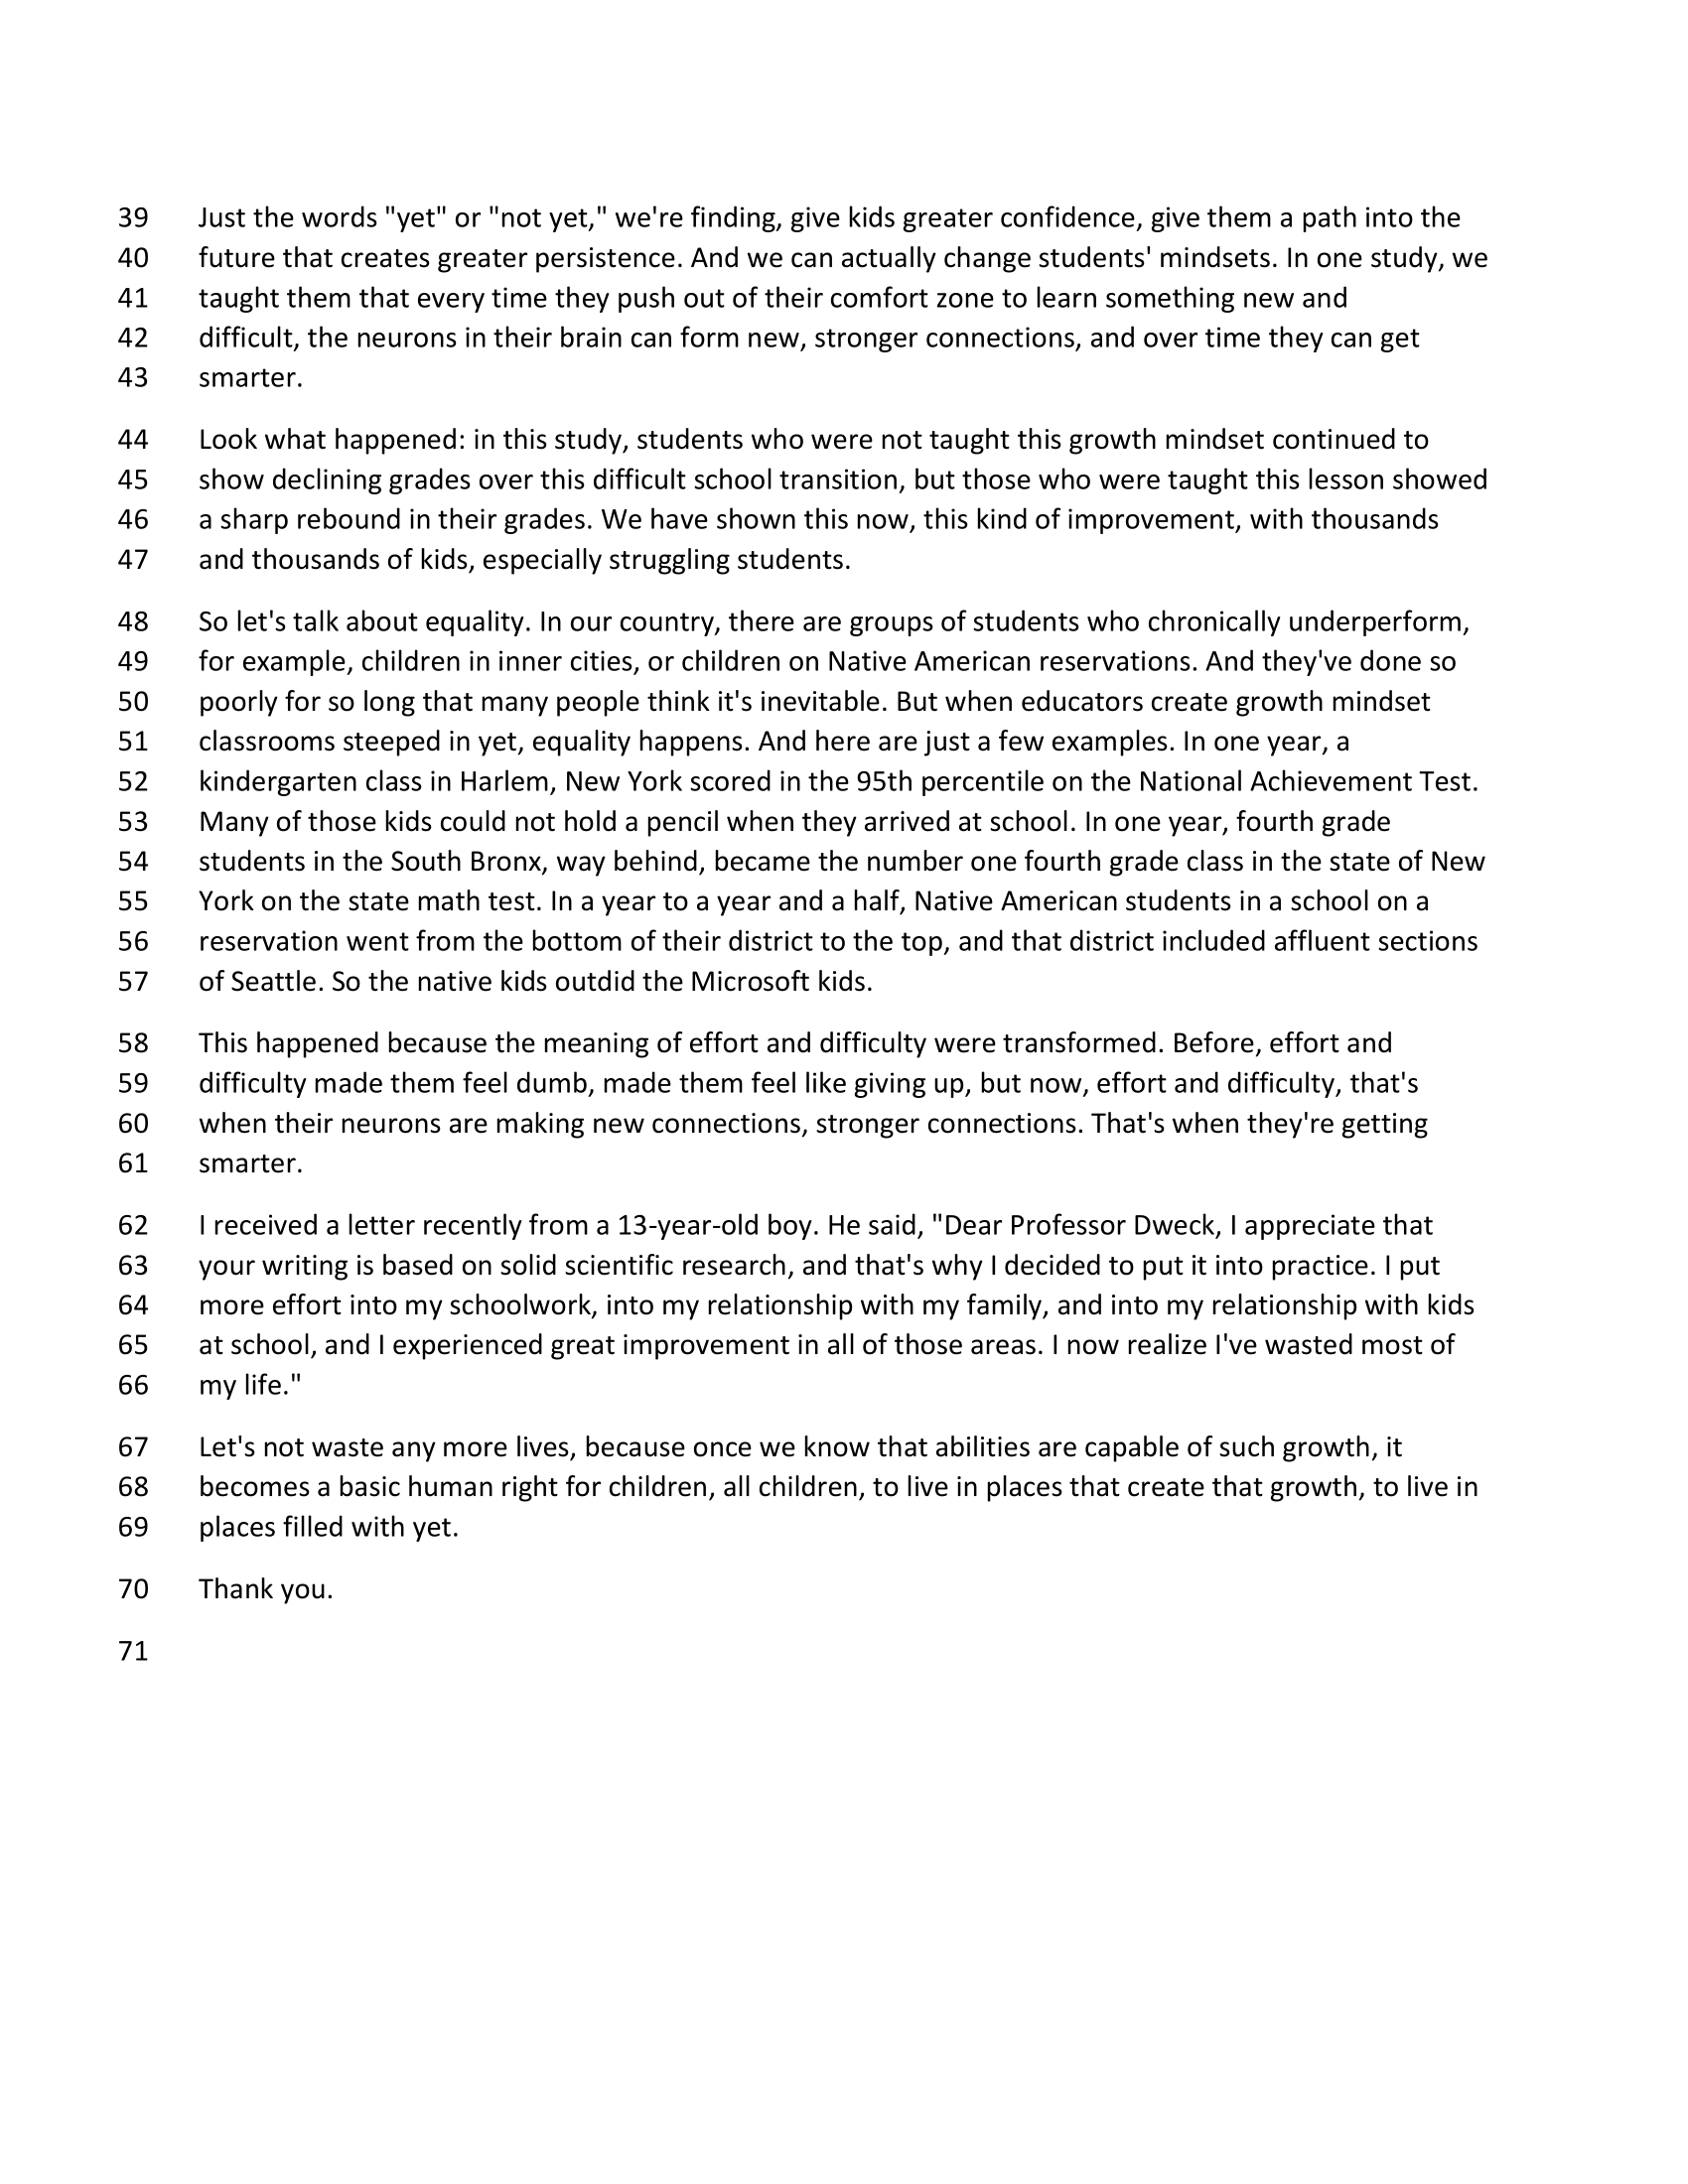 39 Just the words "yet" or "not yet," we're finding, give kids greater confidence, give them a path into the
40 future that creates greater persistence. And we can actually change students' mindsets. In one study, we
41 taught them that every time they push out of their comfort zone to learn something new and
42 difficult, the neurons in their brain can form new, stronger connections, and over time they can get
43 smarter.
44 Look what happened: in this study, students who were not taught this growth mindset continued to
45 show declining grades over this difficult school transition, but those who were taught this lesson showed
46 a sharp rebound in their grades. We have shown this now, this kind of improvement, with thousands
47 and thousands of kids, especially struggling students.
48 So let's talk about equality. In our country, there are groups of students who chronically underperform,
49 for example, children in inner cities, or children on Native American reservations. And they've done so
50 poorly for so long that many people think it's inevitable. But when educators create growth mindset
51 classrooms steeped in yet, equality happens. And here are just a few examples. In one year, a
52 kindergarten class in Harlem, New York scored in the 95th percentile on the National Achievement Test.
53 Many of those kids could not hold a pencil when they arrived at school. In one year, fourth grade
54 students in the South Bronx, way behind, became the number one fourth grade class in the state of New
55 York on the state math test. In a year to a year and a half, Native American students in a school on a
56 reservation went from the bottom of their district to the top, and that district included affluent sections
57 of Seattle. So the native kids outdid the Microsoft kids.
58 This happened because the meaning of effort and difficulty were transformed. Before, effort and
59 difficulty made them feel dumb, made them feel like giving up, but now, effort and difficulty, that's
60 when their neurons are making new connections, stronger connections. That's when they're getting
61 smarter.
62 I received a letter recently from a 13-year-old boy. He said, "Dear Professor Dweck, I appreciate that
63 your writing is based on solid scientific research, and that's why I decided to put it into practice. I put
64 more effort into my schoolwork, into my relationship with my family, and into my relationship with kids
65 at school, and I experienced great improvement in all of those areas. I now realize I've wasted most of
66 my life."
67 Let's not waste any more lives, because once we know that abilities are capable of such growth, it
68 becomes a basic human right for children, all children, to live in places that create that growth, to live in
69 places filled with yet.
70 Thank you.
71